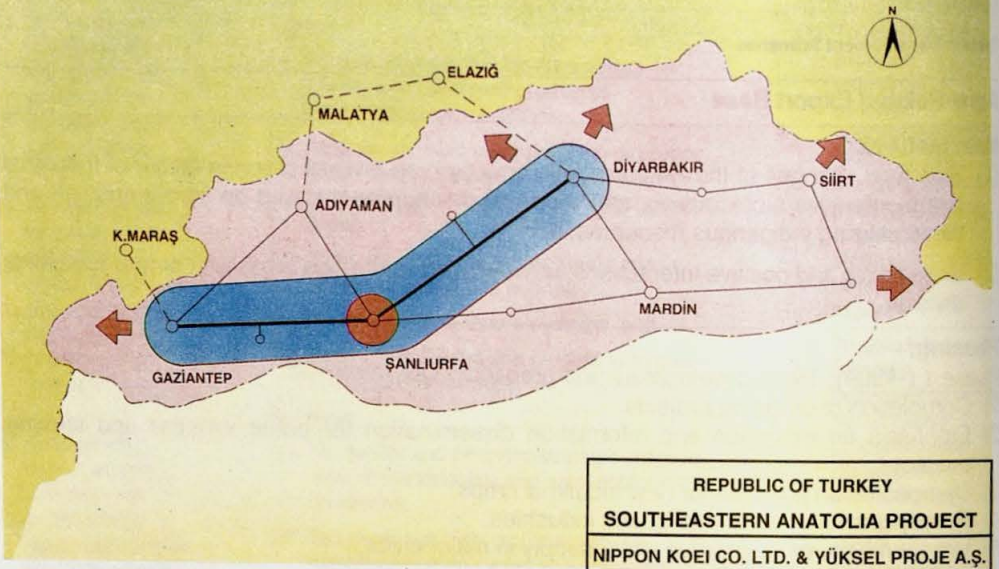 N
ELAZIĞ
MALATYA
DİYARBAKIR
SİİRT
ADIYAMAN
K.MARAŞ
MARDİN
ŞANLIURFA
GAZİANTEP
REPUBLIC OF TURKEY
SOUTHEASTERN ANATOLIA PROJECT
NIPPON KOEI CO. LTD. & YÜKSEL PROJE A.Ş.